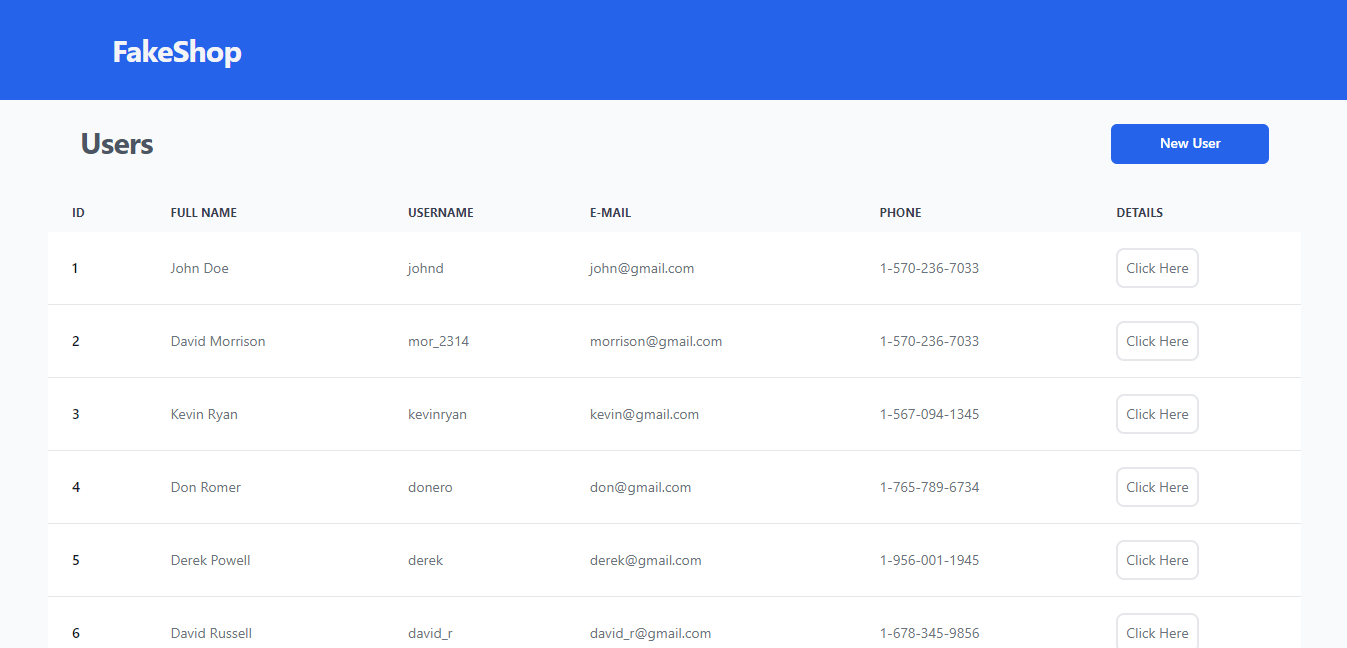 FakeShop
Users
New User
ID FULL NAME USERNAME E-MAIL PHONE DETAILS
1 John Doe johnd john@gmail.com 1-570-236-7033 Click Here
2 David Morrison mor_2314 morrison@gmail.com 1-570-236-7033 Click Here
3 Kevin Ryan kevinryan kevin@gmail.com 1-567-094-1345 Click Here
4 Don Romer donero don@gmail.com 1-765-789-6734 Click Here
5 Derek Powell derek derek@gmail.com 1-956-001-1945 Click Here
6 David Russell david_r david_r@gmail.com 1-678-345-9856 Click Here